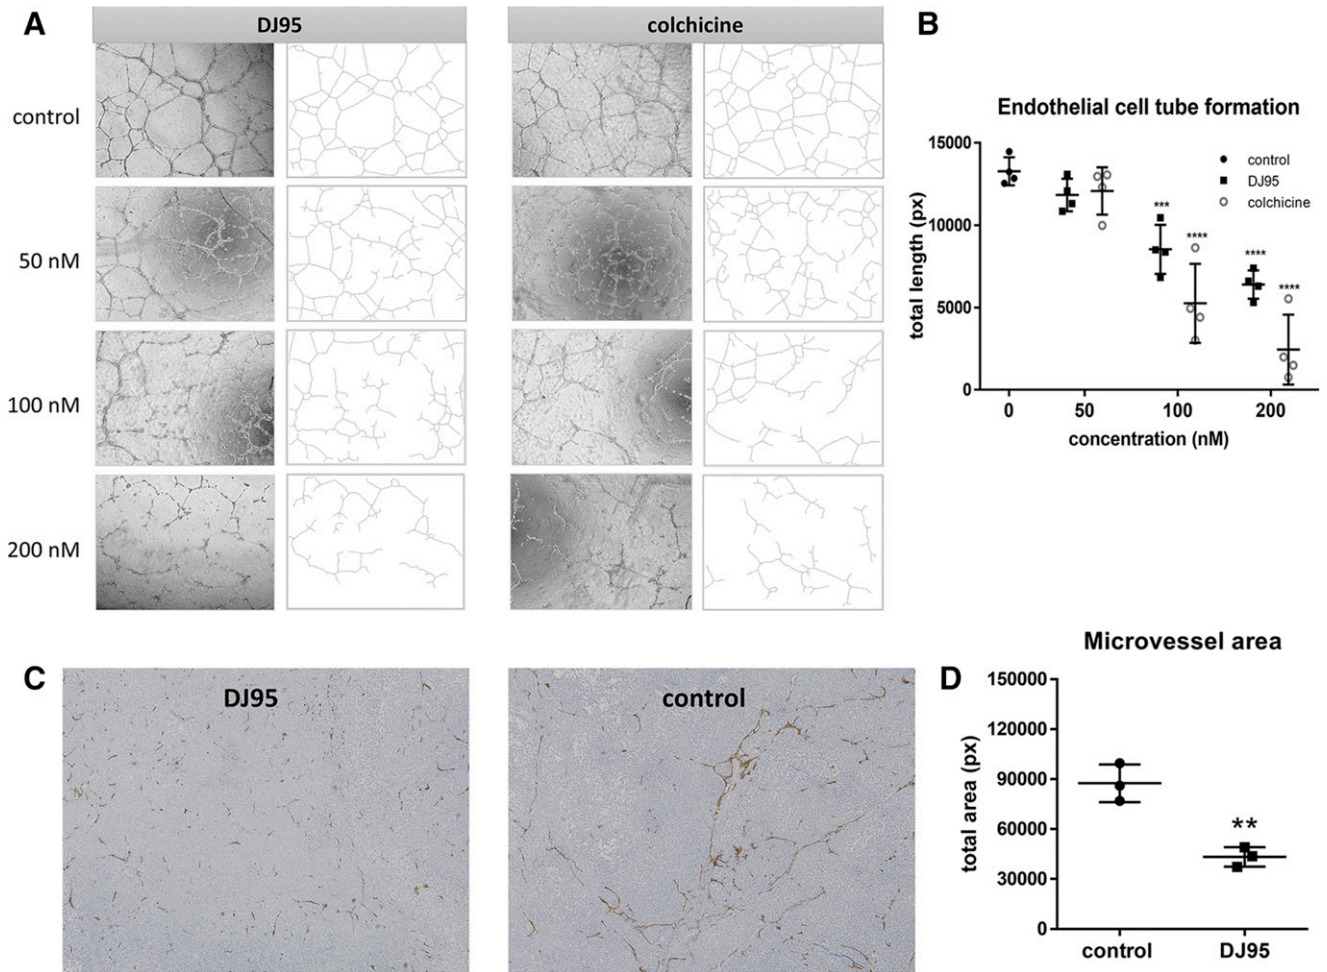 A
DJ95
colchicine
control
50 nM
100 nM
200 nM
B
Endothelial cell tube formation
total length (px)
15000
10000
5000
0
control
DJ95
colchicine
***
****
****
****
0
50
100
200
concentration (nM)
C
DJ95
control
D
Microvessel area
total area (px)
150000
120000
90000
60000
30000
0
**
control
DJ95